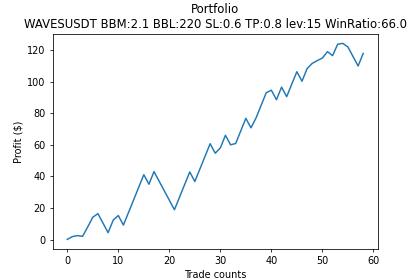 Portfolio
WAVESUSDT BBM:2.1 BBL:220 SL:0.6 TP:0.8 lev:15 WinRatio:66.0
Profit ($)
120
100
80
60
40
20
0
0 10 20 30 40 50 60
Trade counts